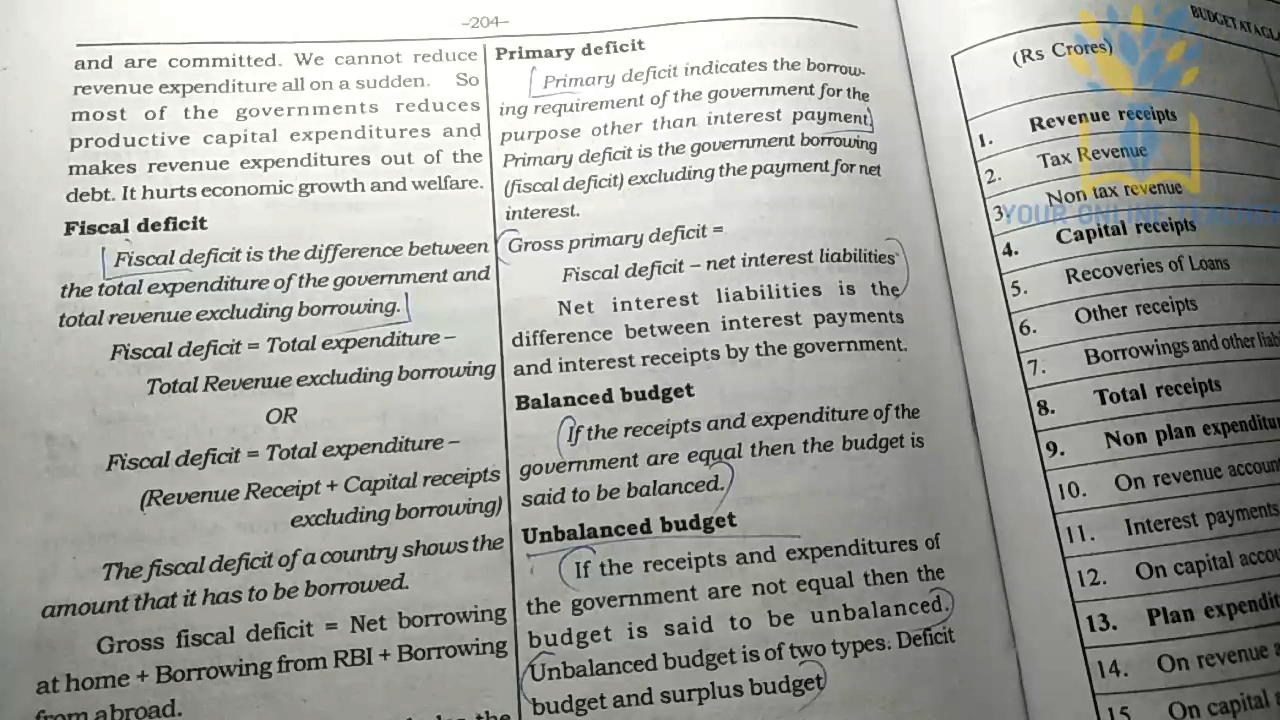 –204–
and are committed. We cannot reduce
revenue expenditure all on a sudden. So
most of the governments reduces
productive capital expenditures and
makes revenue expenditures out of the
debt. It hurts economic growth and welfare.
Fiscal deficit
Fiscal deficit is the difference between
the total expenditure of the government and
total revenue excluding borrowing.
Fiscal deficit = Total expenditure –
Total Revenue excluding borrowing
OR
Fiscal deficit = Total expenditure –
(Revenue Receipt + Capital receipts
excluding borrowing)
The fiscal deficit of a country shows the
amount that it has to be borrowed.
Gross fiscal deficit = Net borrowing
at home + Borrowing from RBI + Borrowing
from abroad.
the
Primary deficit
Primary deficit indicates the borrow-
ing requirement of the government for the
purpose other than interest payment.
Primary deficit is the government borrowing
(fiscal deficit) excluding the payment for net
interest.
Gross primary deficit =
Fiscal deficit – net interest liabilities
Net interest liabilities is the
difference between interest payments
and interest receipts by the government.
Balanced budget
If the receipts and expenditure of the
government are equal then the budget is
said to be balanced.
Unbalanced budget
If the receipts and expenditures of
the government are not equal then the
budget is said to be unbalanced.
Unbalanced budget is of two types. Deficit
budget and surplus budget
BUDGET AT A
(Rs Crores)
1. Revenue receipts
2. Tax Revenue
3. Non tax revenue
4. Capital receipts
5. Recoveries of Loans
6. Other receipts
7. Borrowings and other
8. Total receipts
9. Non plan
10. On revenue
11. Interest payments
12. On capital
13. Plan
14. On revenue
15. On capital
YOUR ONLINE